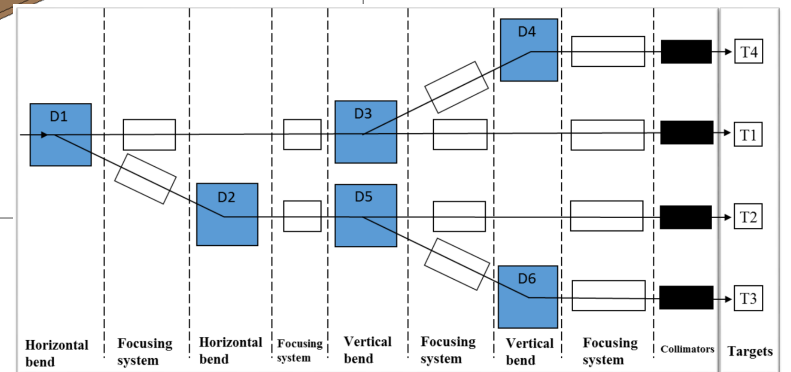 D4
T4
D1
D3
T1
D2
D5
T2
D6
T3
Horizontal
bend
Focusing
system
Horizontal
bend
Focusing
system
Vertical
bend
Focusing
system
Vertical
bend
Focusing
system
Collimators
Targets